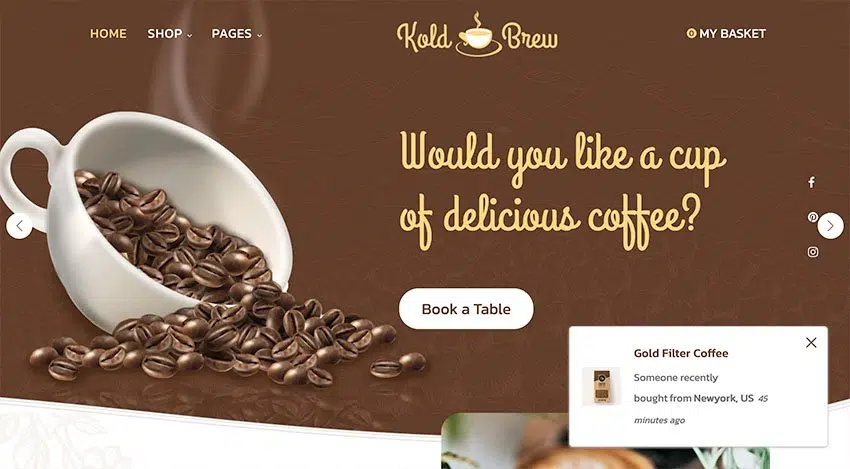 HOME SHOP PAGES
Kold Brew
0 MY BASKET
Would you like a cup
of delicious coffee?
Book a Table
Gold Filter Coffee
Someone recently
bought from Newyork, US 45
minutes ago